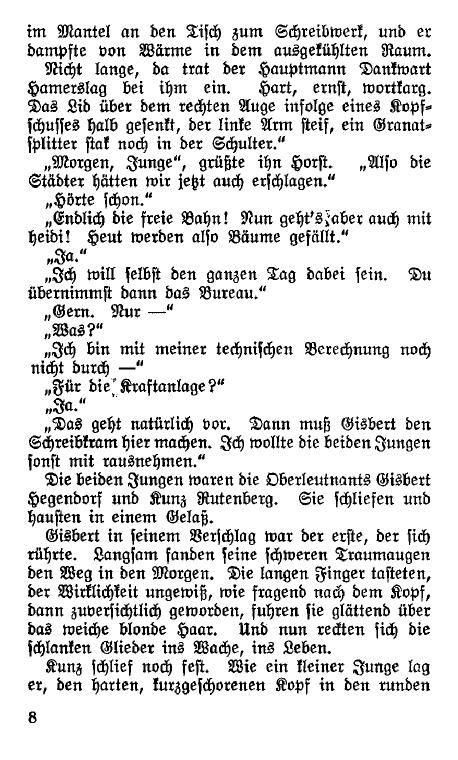 im Mantel an den Tisch zum Schreibwerk, und er
dampfte von Wärme in dem ausgekühlten Raum.
Nicht lange, da trat der Hauptmann Dankwart
Hamerslag bei ihm ein. Hart, ernst, wortkarg.
Das Lid über dem rechten Auge infolge eines Kopf-
schusses halb gesenkt, der linke Arm steif, ein Granat-
splitter stak noch in der Schulter.“
„Morgen, Junge“, grüßte ihn Horst. „Also die
Städter hätten wir jetzt auch erschlagen.“
„Hörte schon.“
„Endlich die freie Bahn! Nun geht's aber auch mit
heidi! Heut werden also Bäume gefällt.“
„Ja.“
„Ich will selbst den ganzen Tag dabei sein. Du
übernimmst dann das Bureau.“
„Gern. Nur —“
„Was?“
„Ich bin mit meiner technischen Berechnung noch
nicht durch —“
„Für die Kraftanlage?“
„Ja.“
„Das geht natürlich vor. Dann muß Gisbert den
Schreibkram hier machen. Ich wollte die beiden Jungen
sonst mit rausnehmen.“
Die beiden Jungen waren die Oberleutnants Gisbert
Hegendorf und Kunz Rutenberg. Sie schliefen und
hausten in einem Gelaß.
Gisbert in seinem Verschlag war der erste, der sich
rührte. Langsam fanden seine schweren Traumaugen
den Weg in den Morgen. Die langen Finger tasteten,
der Wirklichkeit ungewiß, wie fragend nach dem Kopf,
dann zuversichtlich geworden, fuhren sie glättend über
das weiche blonde Haar. Und nun reckten sich die
schlanken Glieder ins Wache, ins Leben.
Kunz schlief noch fest. Wie ein kleiner Junge lag
er, den harten, kurzgeschorenen Kopf in den runden
8